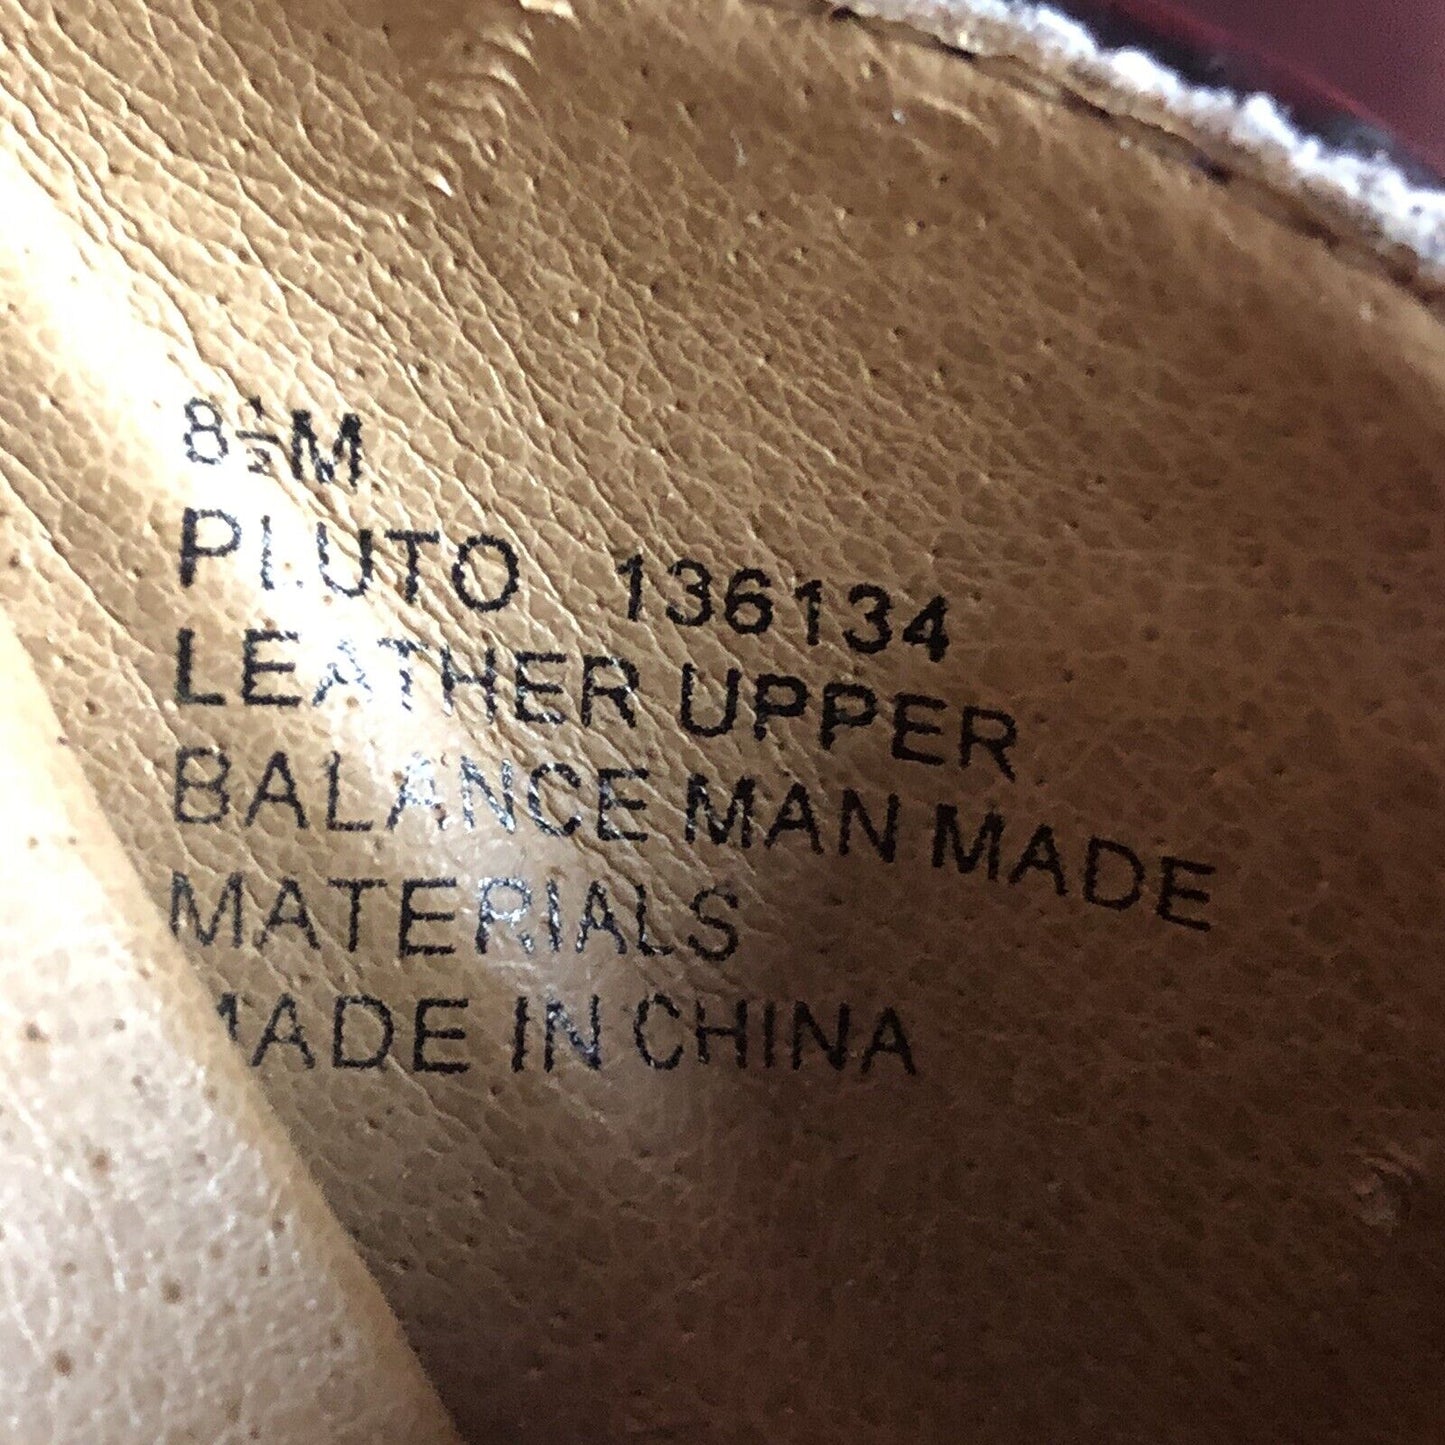 8½M
PLUTO 136134
LEATHER UPPER
BALANCE MAN MADE
MATERIALS
MADE IN CHINA